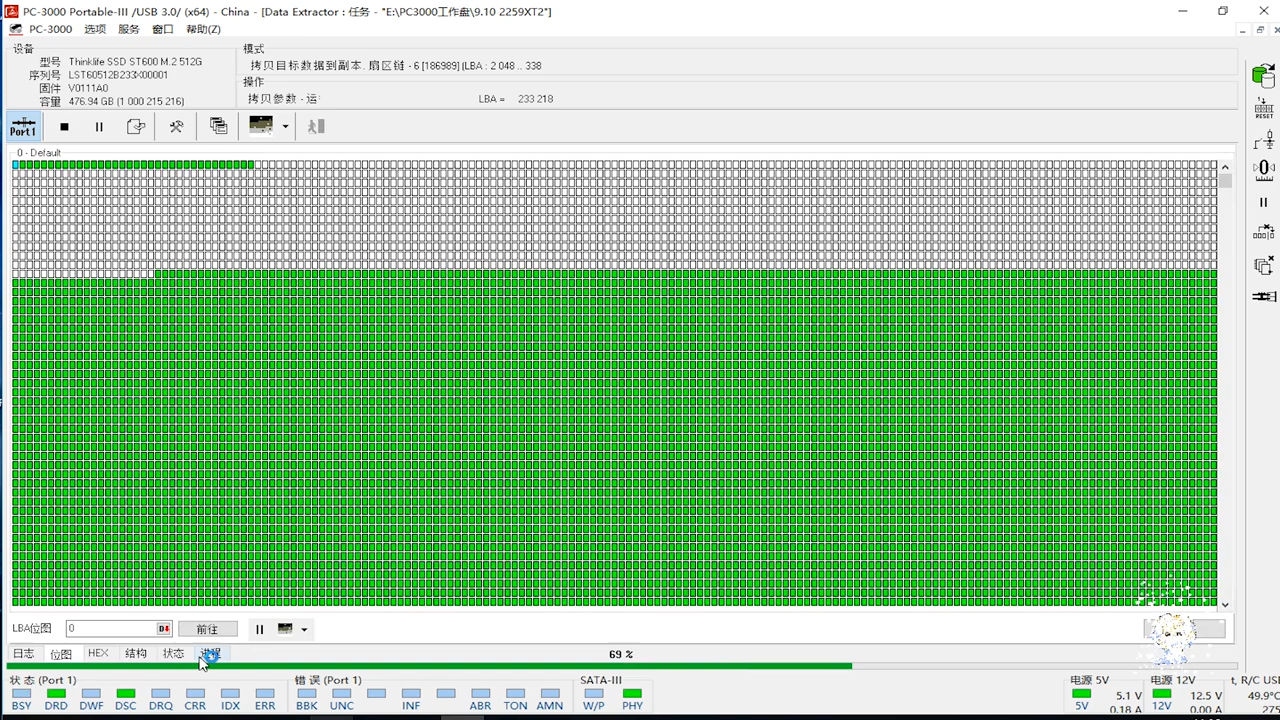 PC-3000 Portable-III /USB 3.0/ (x64) - China - [Data Extractor : 任务 - "E:\PC3000工作盘\9.10 2259XT2"]
PC-3000 选项 服务 窗口 帮助(Z)
设备
型号 Thinklife SSD ST600 M.2 512G
序列号 LST60512B233X00001
固件 V0111A0
容量 476.94 GB (1 000 215 216)
模式
拷贝目标数据到副本. 扇区链 - 6 [186989] (LBA : 2 048 .. 338
操作
拷贝参数 - 运 LBA = 233 218
Port1
RESET
0 - Default
LBA位图 0 前往
日志 位图 HEX 结构 状态 进程 69 %
状 态 (Port 1) 错 误 (Port 1) SATA-III 电源 5V 电源 12V t, R/C USB
BSY DRD DWF DSC DRQ CRR IDX ERR BBK UNC INF ABR TON AMN W/P PHY
5V 5.1 V 0.18 A 12V 12.5 V 0.00 A 49.9°C 275